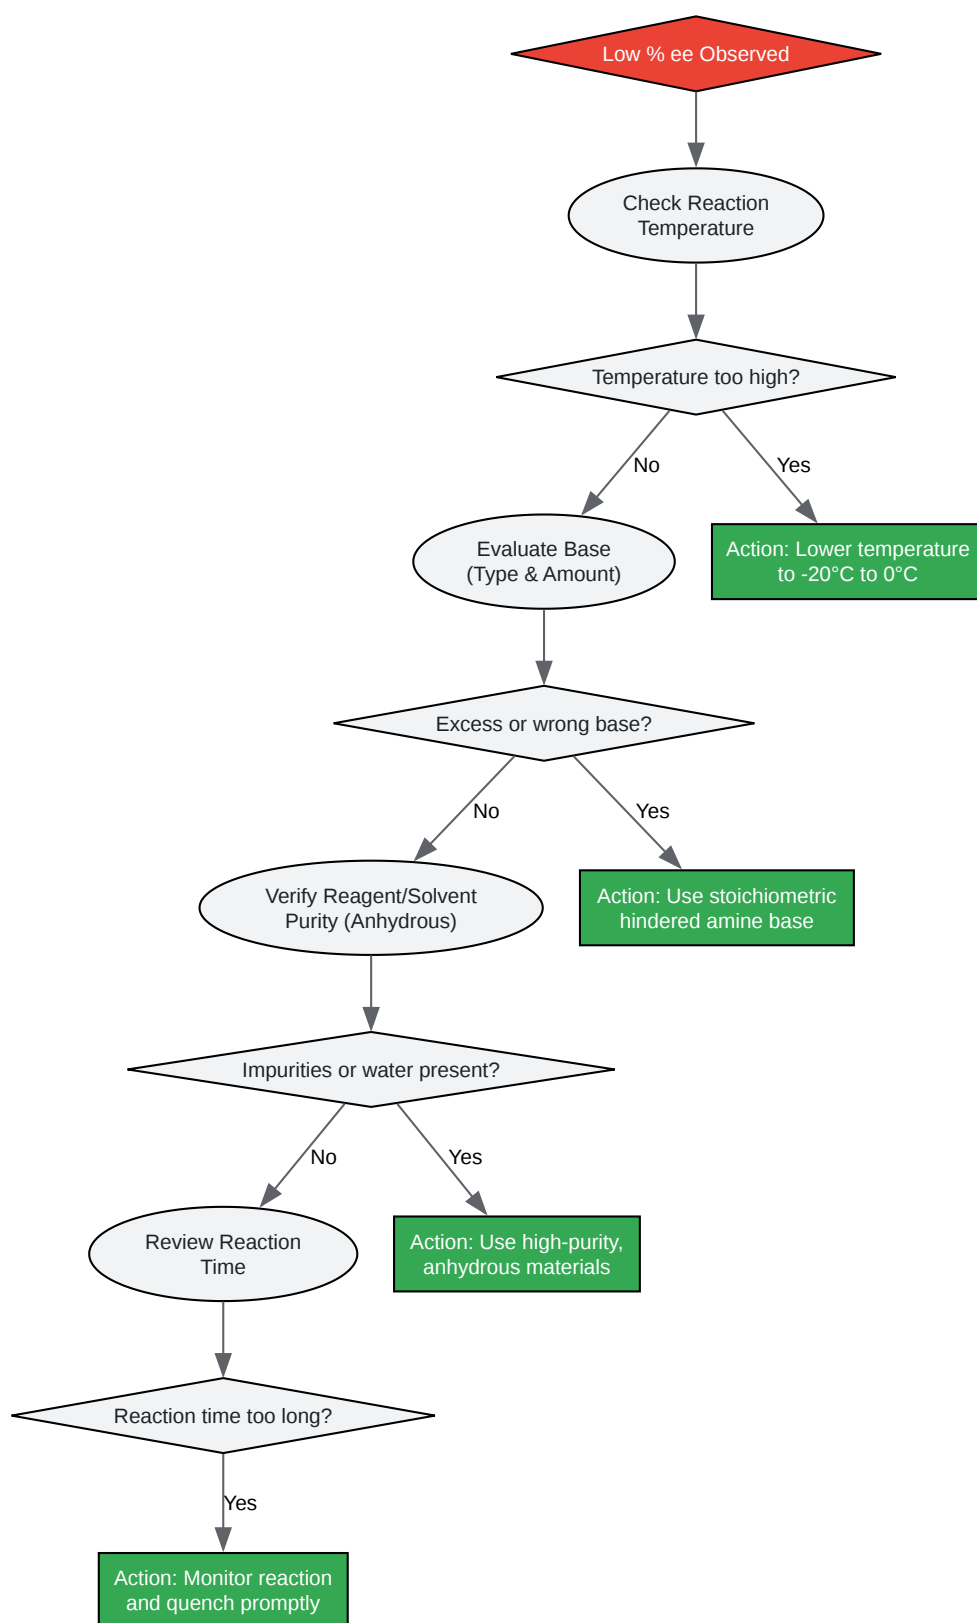 Low % ee Observed
Check Reaction
Temperature
Temperature too high?
No
Yes
Evaluate Base
(Type & Amount)
Action: Lower temperature
to -20°C to 0°C
Excess or wrong base?
No
Yes
Verify Reagent/Solvent
Purity (Anhydrous)
Action: Use stoichiometric
hindered amine base
Impurities or water present?
No
Yes
Review Reaction
Time
Action: Use high-purity,
anhydrous materials
Reaction time too long?
Yes
Action: Monitor reaction
and quench promptly